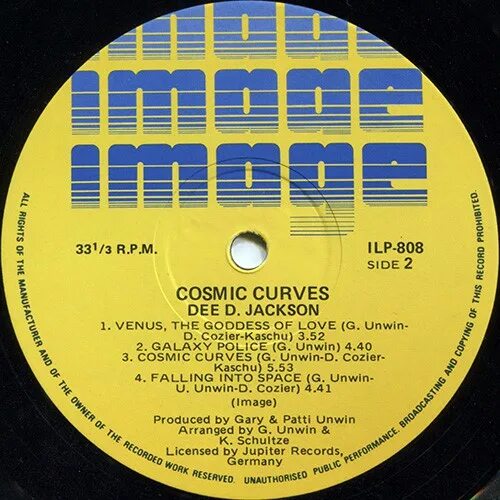 image
image
image
33 1/3 R.P.M.
ILP-808
SIDE 2
COSMIC CURVES
DEE D. JACKSON
1. VENUS, THE GODDESS OF LOVE (G. Unwin-
D. Cozier-Kaschu) 3.52
2. GALAXY POLICE (G. Unwin) 4.40
3. COSMIC CURVES (G. Unwin-D. Cozier-
Kaschu) 5.53
4. FALLING INTO SPACE (G. Unwin-
U. Unwin-D. Cozier) 4.41
(Image)
Produced by Gary & Patti Unwin
Arranged by G. Unwin &
K. Schultze
Licensed by Jupiter Records,
Germany
ALL RIGHTS OF THE MANUFACTURER AND OF THE OWNER OF THE RECORDED WORK RESERVED. UNAUTHORISED PUBLIC PERFORMANCE, BROADCASTING AND COPYING OF THIS RECORD PROHIBITED.